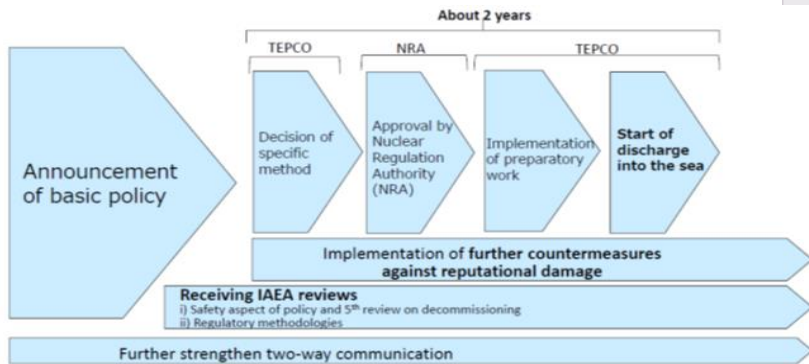 About 2 years
TEPCO
NRA
TEPCO
Announcement
of basic policy
Decision of
specific
method
Approval by
Nuclear
Regulation
Authority
(NRA)
Implementation
of preparatory
work
Start of
discharge
into the sea
Implementation of further countermeasures
against reputational damage
Receiving IAEA reviews
i) Safety aspect of policy and 5th review on decommissioning
ii) Regulatory methodologies
Further strengthen two-way communication